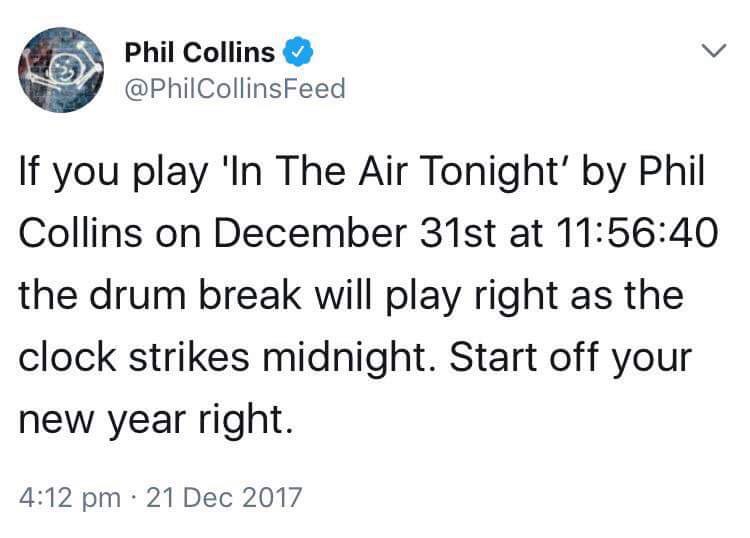 Phil Collins
@PhilCollinsFeed
If you play 'In The Air Tonight’ by Phil
Collins on December 31st at 11:56:40
the drum break will play right as the
clock strikes midnight. Start off your
new year right.
4:12 pm · 21 Dec 2017